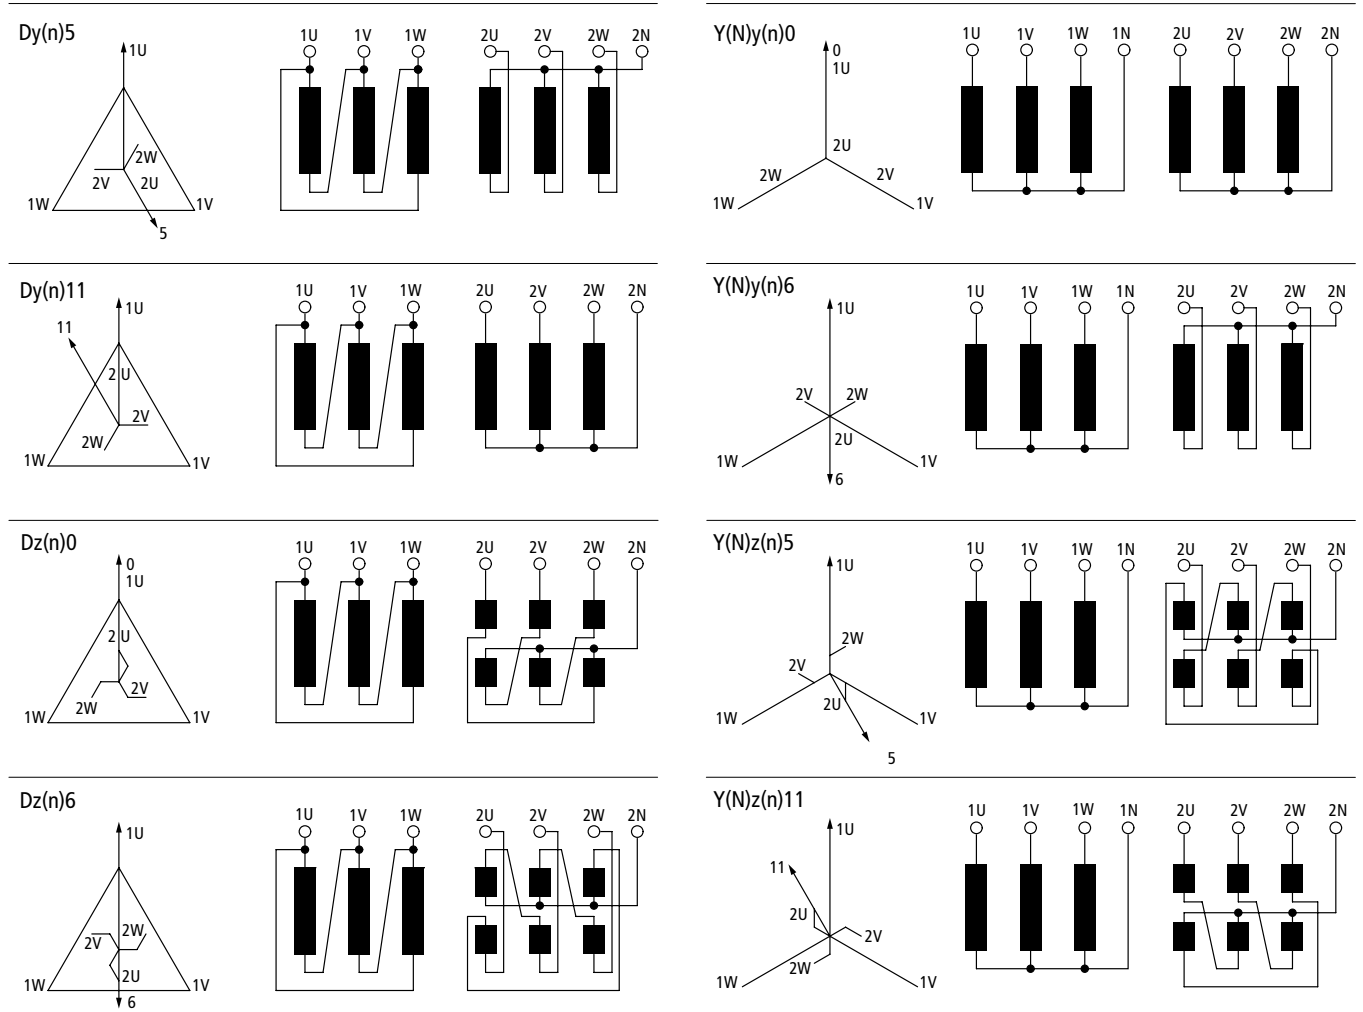 Dy(n)5
1U
2W
2V 2U
1W 1V
5
1U 1V 1W 2U 2V 2W 2N
Y(N)y(n)0
0
1U
2U
2W 2V
1W 1V
1U 1V 1W 1N 2U 2V 2W 2N
Dy(n)11
1U
11
2U
2V
2W
1W 1V
1U 1V 1W 2U 2V 2W 2N
Y(N)y(n)6
1U
2V 2W
2U
1W 1V
6
1U 1V 1W 1N 2U 2V 2W 2N
Dz(n)0
0
1U
2U
2V
2W
1W 1V
1U 1V 1W 2U 2V 2W 2N
Y(N)z(n)5
1U
2W
2V
2U
1W 1V
5
1U 1V 1W 1N 2U 2V 2W 2N
Dz(n)6
1U
2V 2W
2U
1W 1V
6
1U 1V 1W 2U 2V 2W 2N
Y(N)z(n)11
1U
11
2U
2V
2W
1W 1V
1U 1V 1W 1N 2U 2V 2W 2N